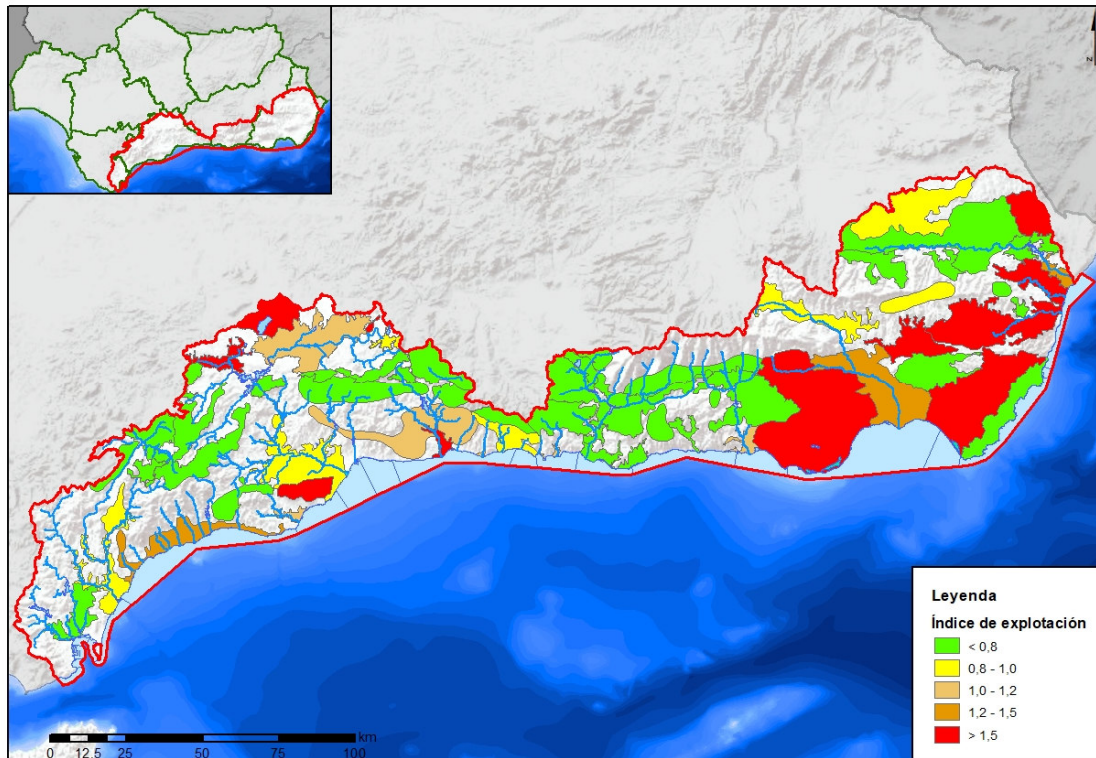 N
Leyenda
Índice de explotación
< 0,8
0,8 - 1,0
1,0 - 1,2
1,2 - 1,5
> 1,5
km
0 12,5 25 50 75 100